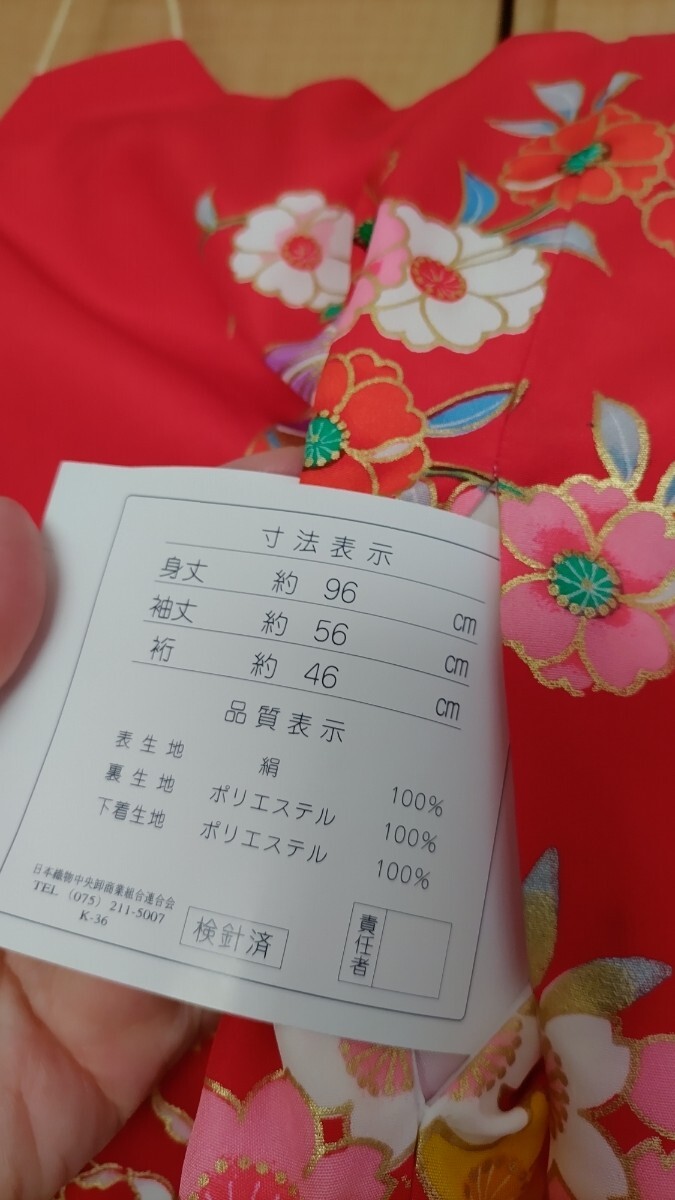 寸法表示
身丈 約 96 cm
袖丈 約 56 cm
裄 約 46 cm
品質表示
表生地 絹 100%
裏生地 ポリエステル 100%
下着生地 ポリエステル 100%
日本織物中央卸商業組合連合会
TEL (075) 211-5007
K-36
検針済
責任者